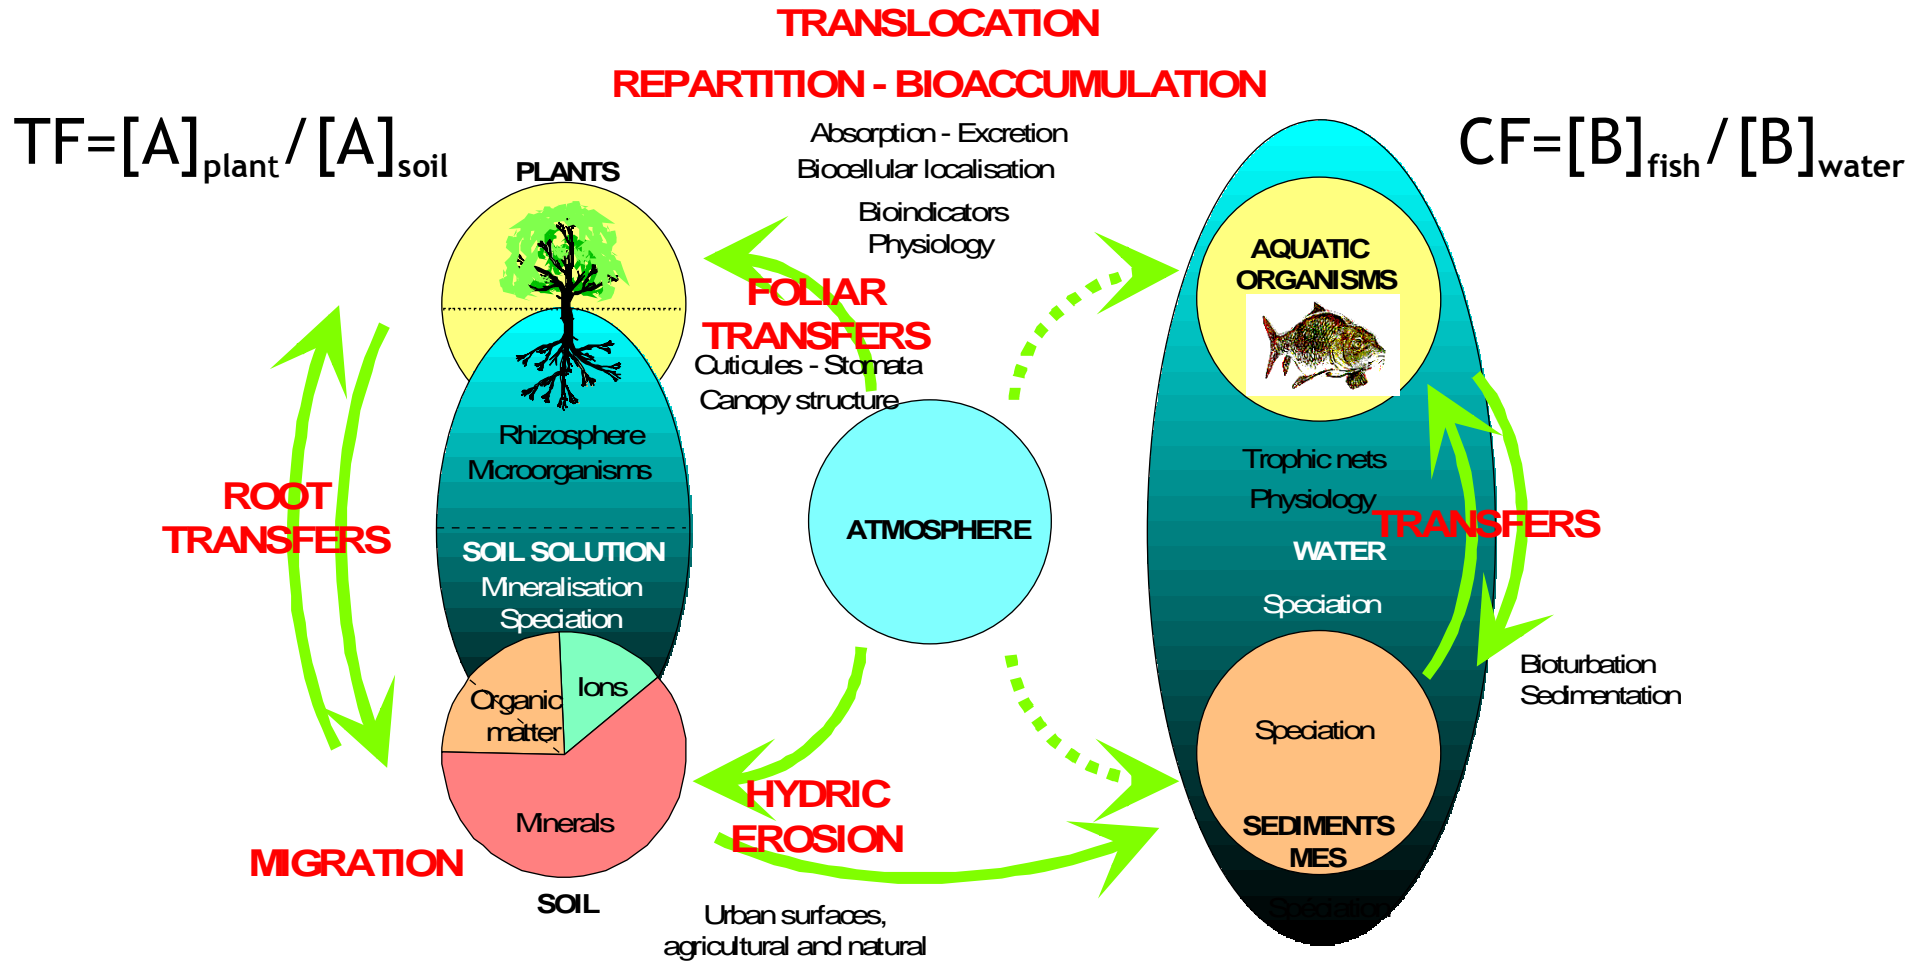 TRANSLOCATION
REPARTITION - BIOACCUMULATION
TF=[A]plant/[A]soil
CF=[B]fish/[B]water
Absorption - Excretion
Biocellular localisation
Bioindicators
Physiology
PLANTS
FOLIAR
TRANSFERS
Cuticules - Stomata
Canopy structure
AQUATIC
ORGANISMS
Rhizosphere
Microorganisms
ROOT
TRANSFERS
SOIL SOLUTION
Mineralisation
Speciation
ATMOSPHERE
Trophic nets
Physiology
TRANSFERS
WATER
Speciation
Organic
matter
Ions
Minerals
MIGRATION
SOIL
HYDRIC
EROSION
Urban surfaces,
agricultural and natural
Bioturbation
Sedimentation
Speciation
SEDIMENTS
MES
Spéciation